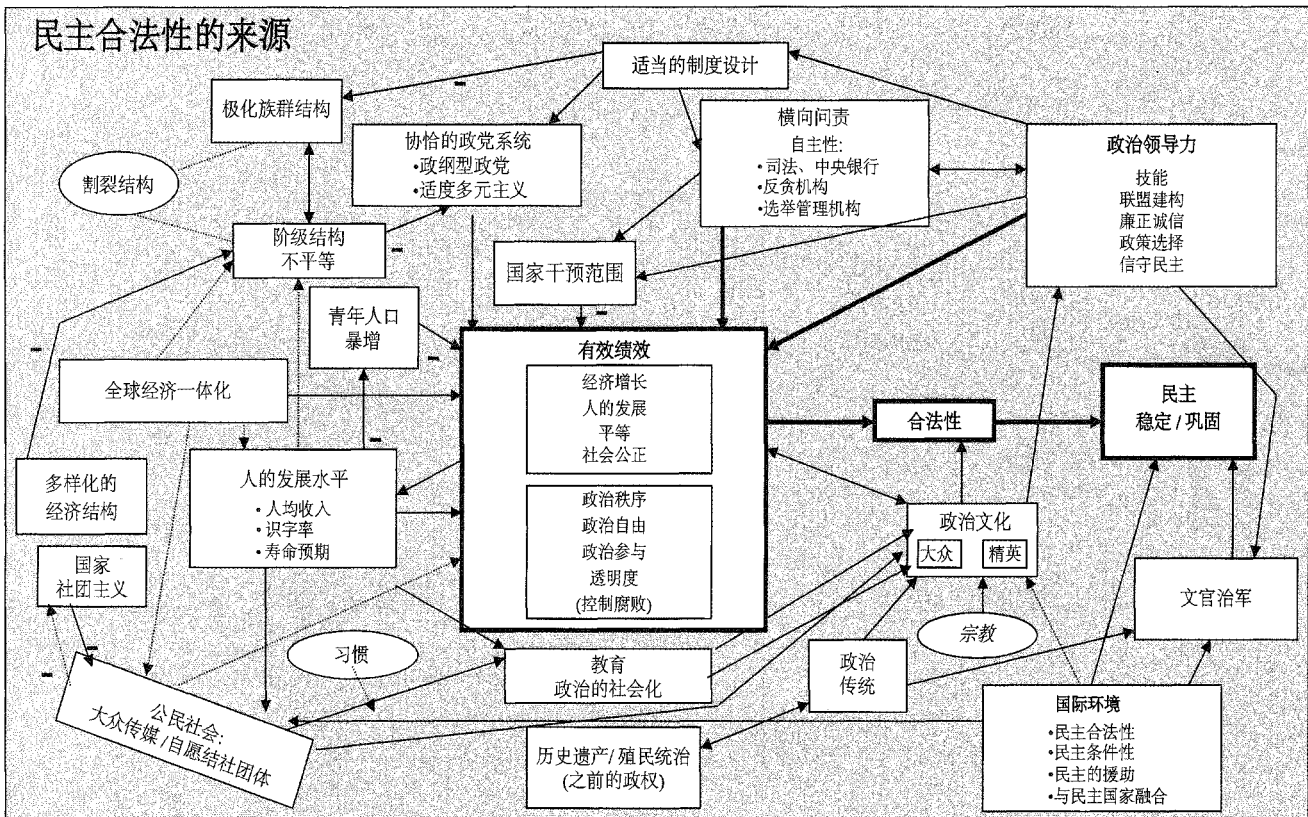 民主合法性的来源
适当的制度设计
极化族群结构
协恰的政党系统
•政纲型政党
•适度多元主义
横向问责
自主性:
•司法、中央银行
•反贪机构
•选举管理机构
政治领导力
技能
联盟建构
廉正诚信
政策选择
信守民主
割裂结构
阶级结构
不平等
国家干预范围
青年人口
暴增
全球经济一体化
有效绩效
经济增长
人的发展
平等
社会公正
政治秩序
政治自由
政治参与
透明度
(控制腐败)
合法性
民主
稳定 / 巩固
多样化的
经济结构
人的发展水平
•人均收入
•识字率
•寿命预期
政治文化
大众 精英
国家
社团主义
文官治军
宗教
习惯
教育
政治的社会化
政治
传统
公民社会:
大众传媒 /自愿结社团体
历史遗产/ 殖民统治
(之前的政权)
国际环境
•民主合法性
•民主条件性
•民主的援助
•与民主国家融合